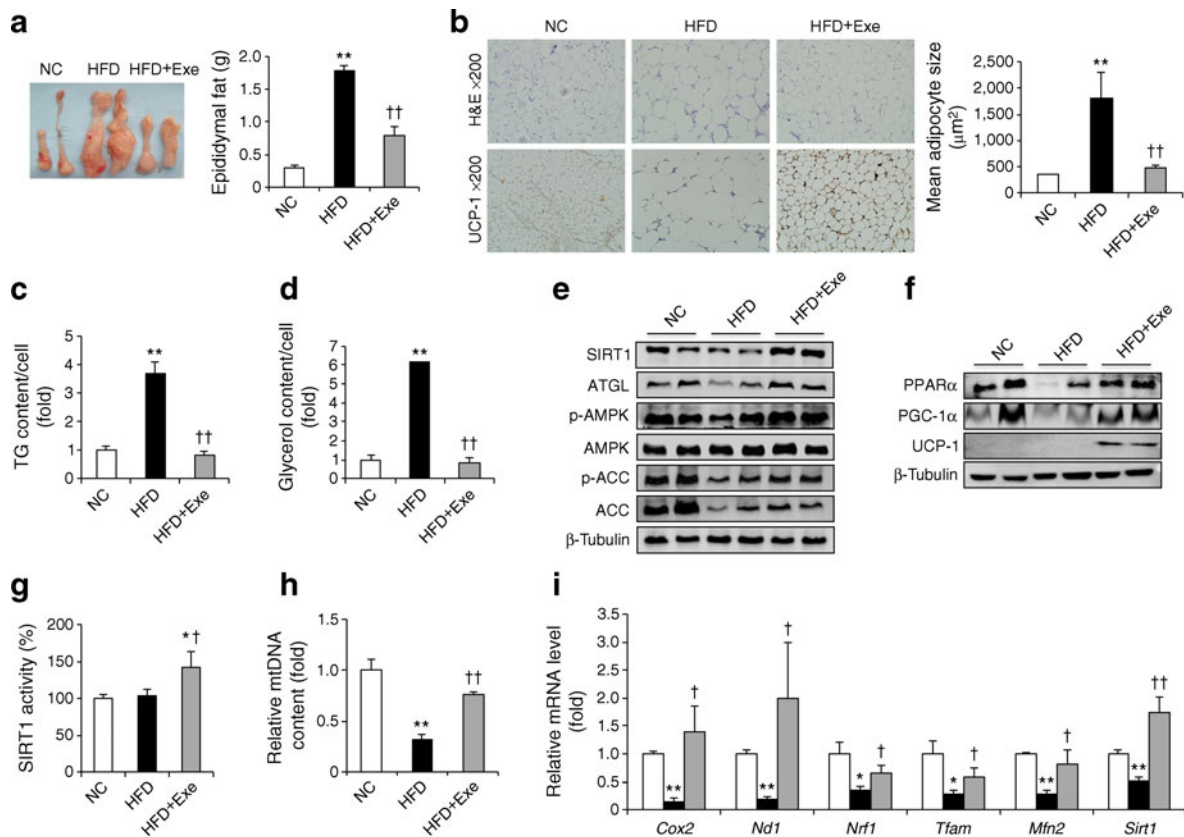 a
NC HFD HFD+Exe
Epididymal fat (g)
2.0
1.5
1.0
0.5
0
**
††
NC
HFD
HFD+Exe
b
NC HFD HFD+Exe
H&E ×200
UCP-1 ×200
Mean adipocyte size
(μm²)
2,500
2,000
1,500
1,000
500
0
**
††
NC
HFD
HFD+Exe
c
TG content/cell
(fold)
5
4
3
2
1
0
**
††
NC
HFD
HFD+Exe
d
Glycerol content/cell
(fold)
7
6
5
4
3
2
1
0
**
††
NC
HFD
HFD+Exe
e
NC HFD HFD+Exe
SIRT1
ATGL
p-AMPK
AMPK
p-ACC
ACC
β-Tubulin
f
NC HFD HFD+Exe
PPARα
PGC-1α
UCP-1
β-Tubulin
g
SIRT1 activity (%)
200
150
100
50
0
*†
NC
HFD
HFD+Exe
h
Relative mtDNA
content (fold)
1.5
1.0
0.5
0
**
††
NC
HFD
HFD+Exe
i
Relative mRNA level
(fold)
3.5
3.0
2.5
2.0
1.5
1.0
0.5
0
** † ** † * † * † ** † ** ††
Cox2 Nd1 Nrf1 Tfam Mfn2 Sirt1